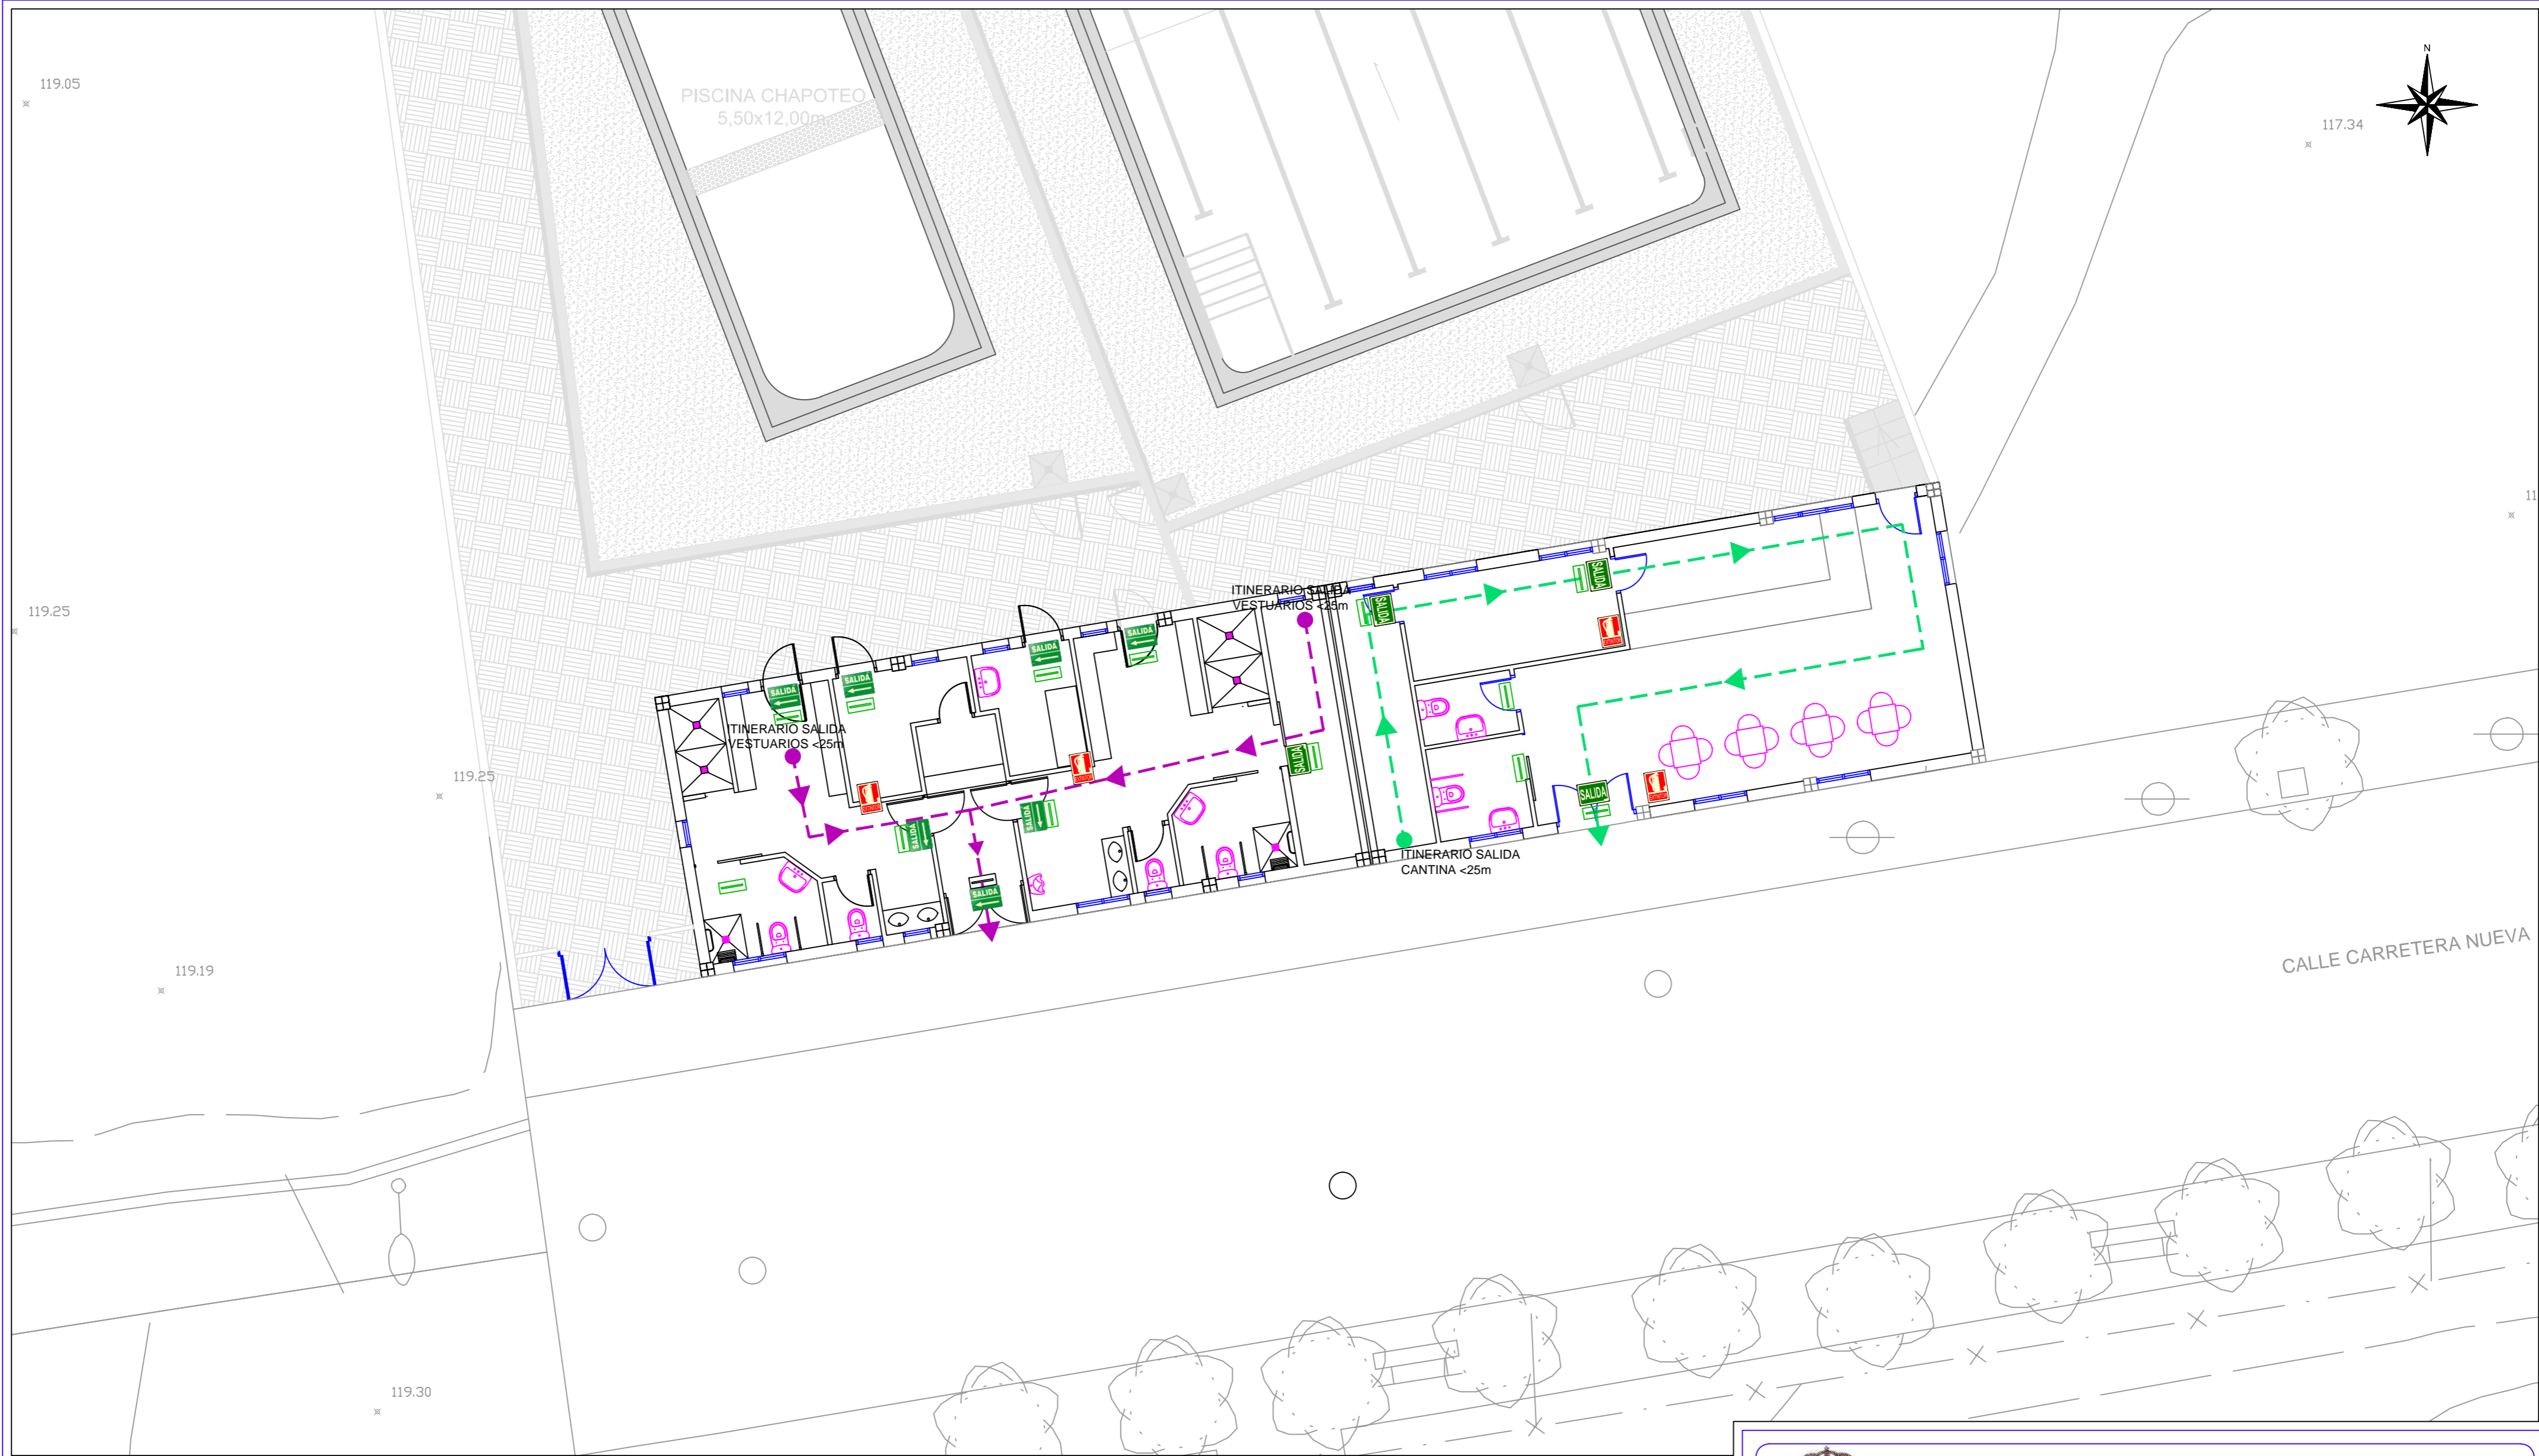 N
119.05
PISCINA CHAPOTEO
5,50x12,00m.
117.34
11
119.25
ITINERARIO SALIDA
VESTUARIOS <25m
SALIDA
SALIDA
SALIDA
SALIDA
SALIDA
SALIDA
ITINERARIO SALIDA
VESTUARIOS <25m
119.25
SALIDA
SALIDA
SALIDA
SALIDA
ITINERARIO SALIDA
CANTINA <25m
SALIDA
CALLE CARRETERA NUEVA
119.19
119.30